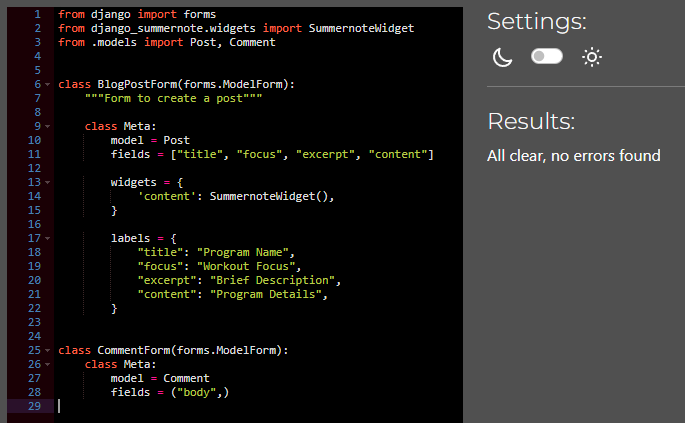 1 from django import forms
2 from django_summernote.widgets import SummernoteWidget
3 from .models import Post, Comment
4
5
6 class BlogPostForm(forms.ModelForm):
7     """Form to create a post"""
8
9     class Meta:
10         model = Post
11         fields = ["title", "focus", "excerpt", "content"]
12
13         widgets = {
14             'content': SummernoteWidget(),
15         }
16
17         labels = {
18             "title": "Program Name",
19             "focus": "Workout Focus",
20             "excerpt": "Brief Description",
21             "content": "Program Details",
22         }
23
24
25 class CommentForm(forms.ModelForm):
26     class Meta:
27         model = Comment
28         fields = ("body",)
29
Settings:
Results:
All clear, no errors found